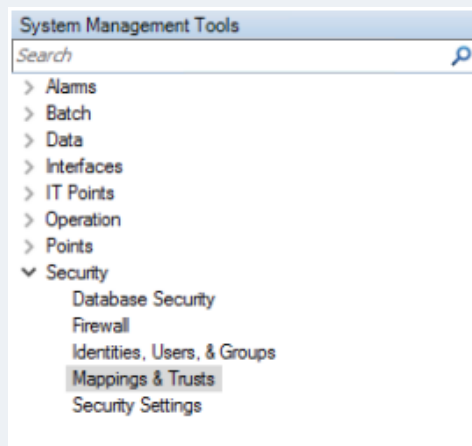 System Management Tools
Search
Alarms
Batch
Data
Interfaces
IT Points
Operation
Points
Security
Database Security
Firewall
Identities, Users, & Groups
Mappings & Trusts
Security Settings